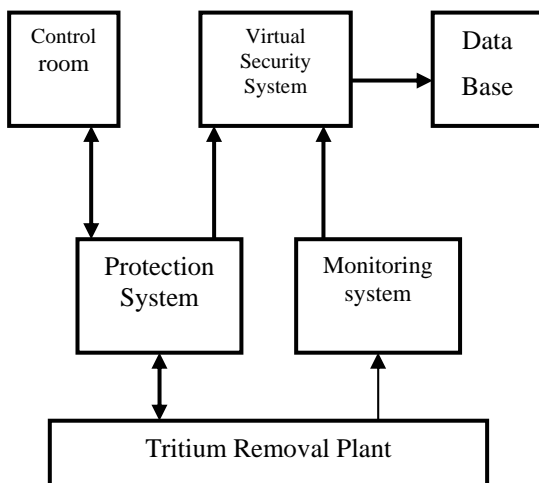 Control
room
Virtual
Security
System
Data
Base
Protection
System
Monitoring
system
Tritium Removal Plant